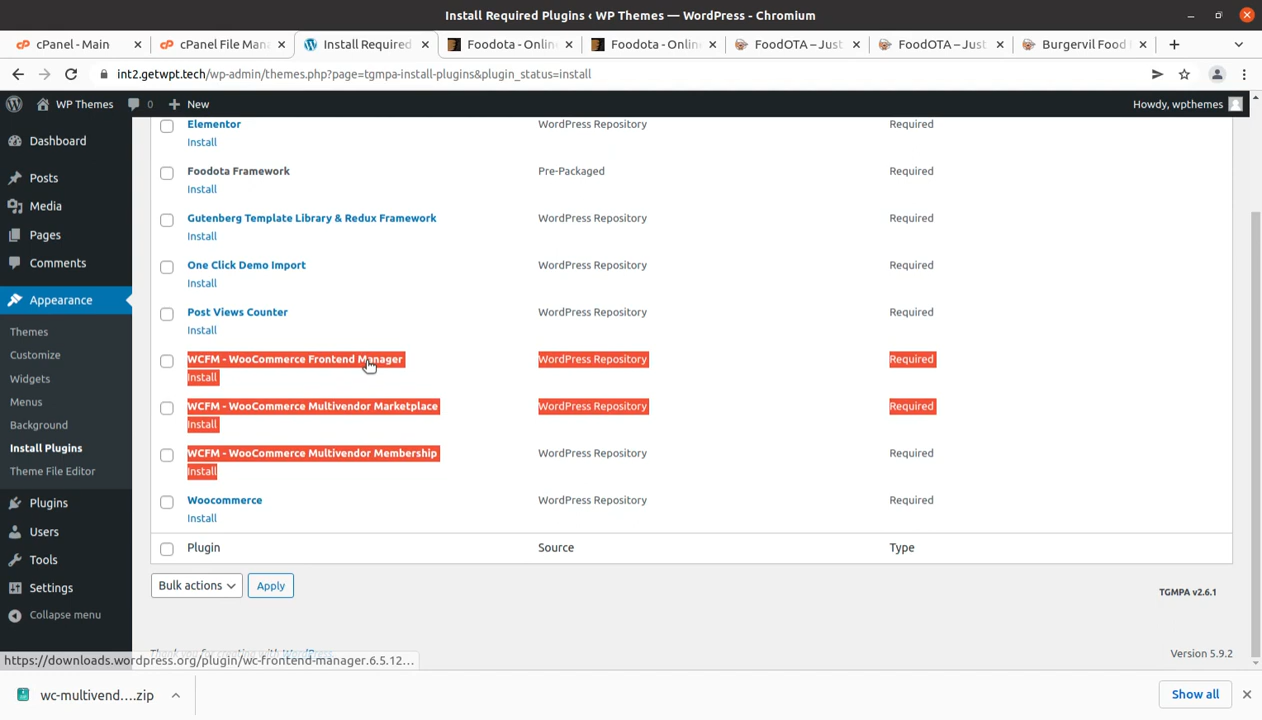 Install Required Plugins ‹ WP Themes — WordPress - Chromium
cPanel - Main
cPanel File Man
Install Required
Foodota - Onlin
Foodota - Onlin
FoodOTA – Just
FoodOTA – Just
Burgervil Food
int2.getwpt.tech/wp-admin/themes.php?page=tgmpa-install-plugins&plugin_status=install
WP Themes
0
New
Howdy, wpthemes
Dashboard
Posts
Media
Pages
Comments
Appearance
Themes
Customize
Widgets
Menus
Background
Install Plugins
Theme File Editor
Plugins
Users
Tools
Settings
Collapse menu
Elementor WordPress Repository Required
Install
Foodota Framework Pre-Packaged Required
Install
Gutenberg Template Library & Redux Framework WordPress Repository Required
Install
One Click Demo Import WordPress Repository Required
Install
Post Views Counter WordPress Repository Required
Install
WCFM - WooCommerce Frontend Manager WordPress Repository Required
Install
WCFM - WooCommerce Multivendor Marketplace WordPress Repository Required
Install
WCFM - WooCommerce Multivendor Membership WordPress Repository Required
Install
Woocommerce WordPress Repository Required
Install
Plugin Source Type
Bulk actions Apply
TGMPA v2.6.1
Thank you for creating with WordPress.
Version 5.9.2
https://downloads.wordpress.org/plugin/wc-frontend-manager.6.5.12...
wc-multivend....zip
Show all